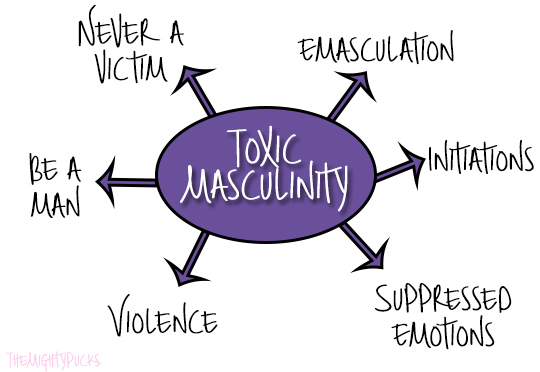 NEVER A
VICTIM
EMASCULATION
TOXIC
MASCULINITY
BE A
MAN
INITIATIONS
VIOLENCE
SUPPRESSED
EMOTIONS
THEMIGHTYPUCKS